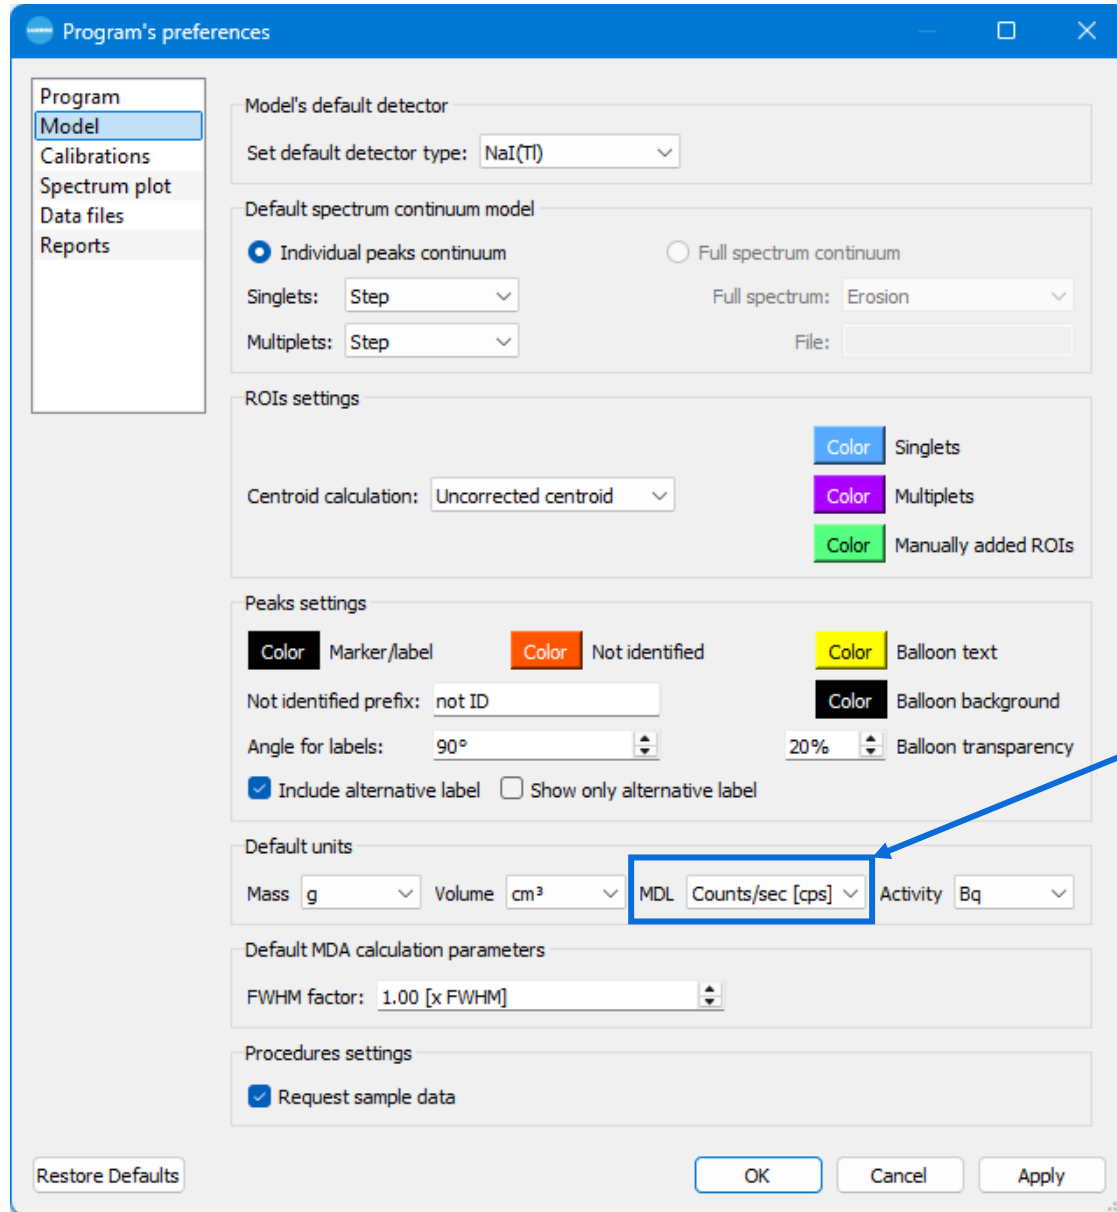 Program's preferences
Program
Model
Calibrations
Spectrum plot
Data files
Reports
Model's default detector
Set default detector type: NaI(Tl)
Default spectrum continuum model
Individual peaks continuum Full spectrum continuum
Singlets: Step Full spectrum: Erosion
Multiplets: Step File:
ROIs settings
Color Singlets
Centroid calculation: Uncorrected centroid Color Multiplets
Color Manually added ROIs
Peaks settings
Color Marker/label Color Not identified Color Balloon text
Not identified prefix: not ID Color Balloon background
Angle for labels: 90° 20% Balloon transparency
Include alternative label Show only alternative label
Default units
Mass g Volume cm³ MDL Counts/sec [cps] Activity Bq
Default MDA calculation parameters
FWHM factor: 1.00 [x FWHM]
Procedures settings
Request sample data
Restore Defaults OK Cancel Apply